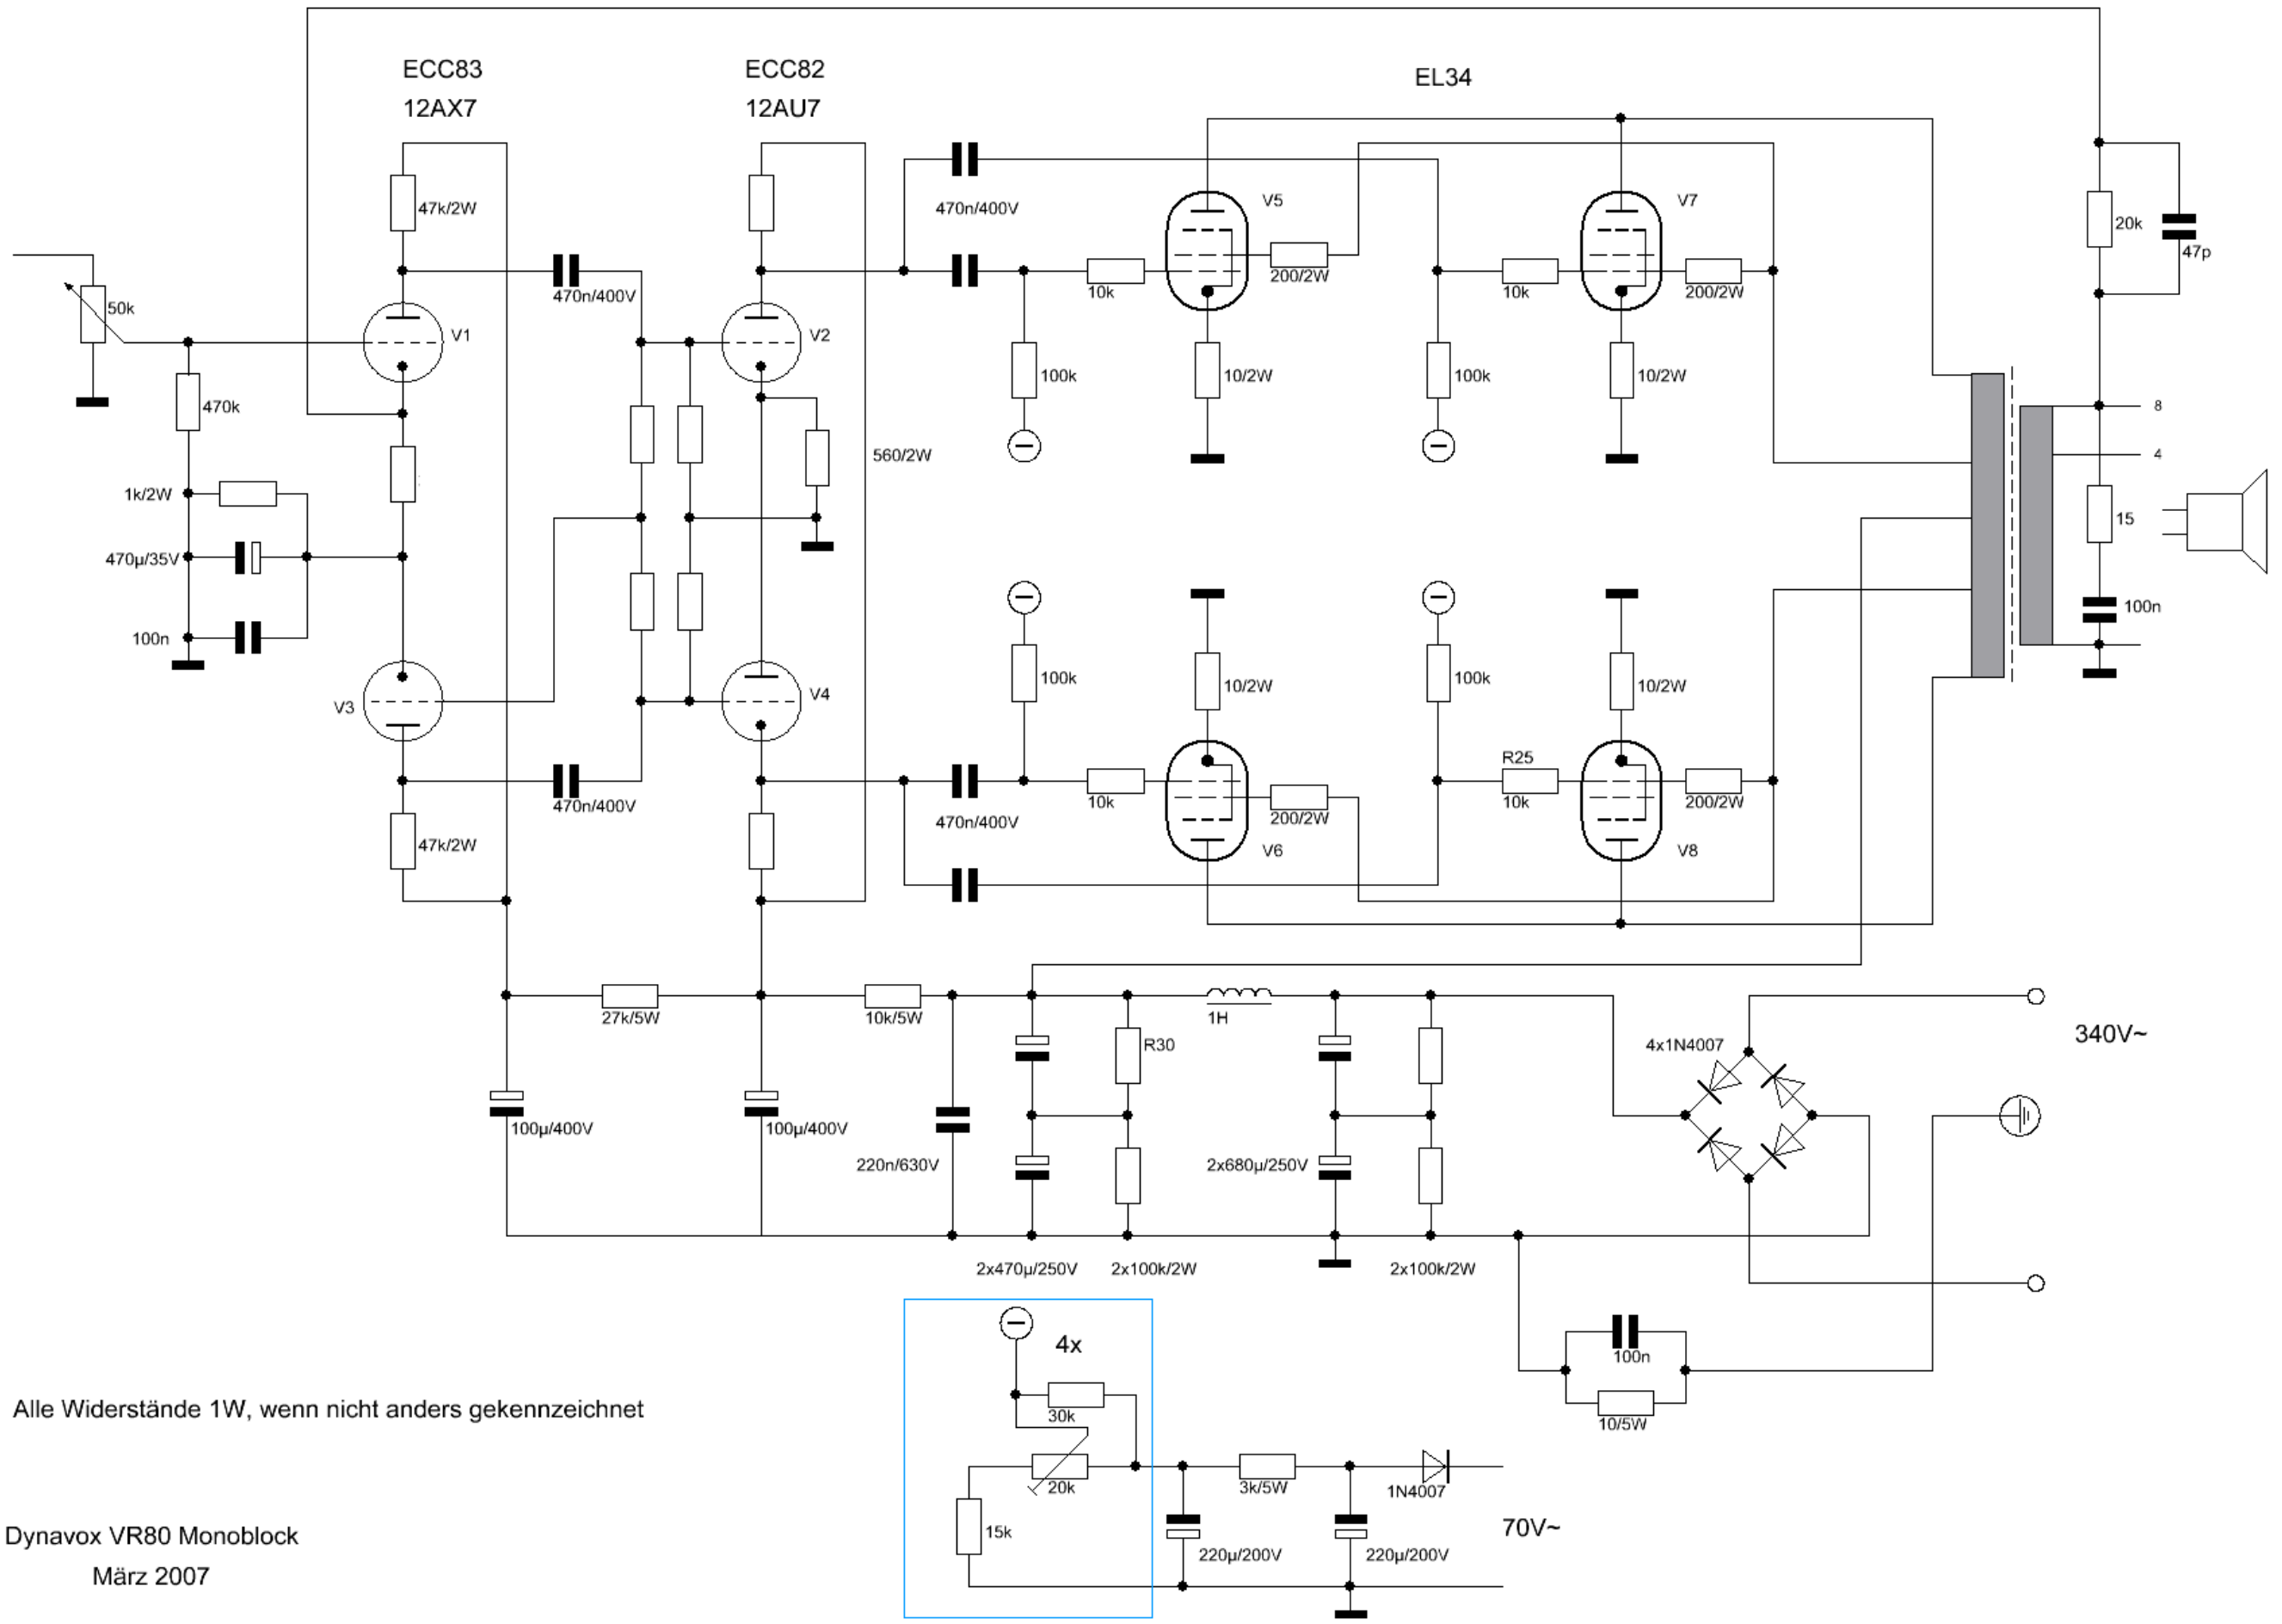 ECC83
12AX7
ECC82
12AU7
EL34
47k/2W
470n/400V
470n/400V
V5
V7
20k
47p
50k
V1
V2
10k
200/2W
10k
200/2W
470k
100k
10/2W
100k
10/2W
8
4
560/2W
1k/2W
15
470µ/35V
100n
100n
V3
V4
100k
10/2W
100k
10/2W
R25
470n/400V
470n/400V
10k
200/2W
10k
200/2W
47k/2W
V6
V8
27k/5W
10k/5W
1H
R30
4x1N4007
340V~
100µ/400V
100µ/400V
220n/630V
2x680µ/250V
2x470µ/250V
2x100k/2W
2x100k/2W
4x
100n
10/5W
30k
20k
3k/5W
1N4007
15k
220µ/200V
220µ/200V
70V~
Alle Widerstände 1W, wenn nicht anders gekennzeichnet
Dynavox VR80 Monoblock
März 2007